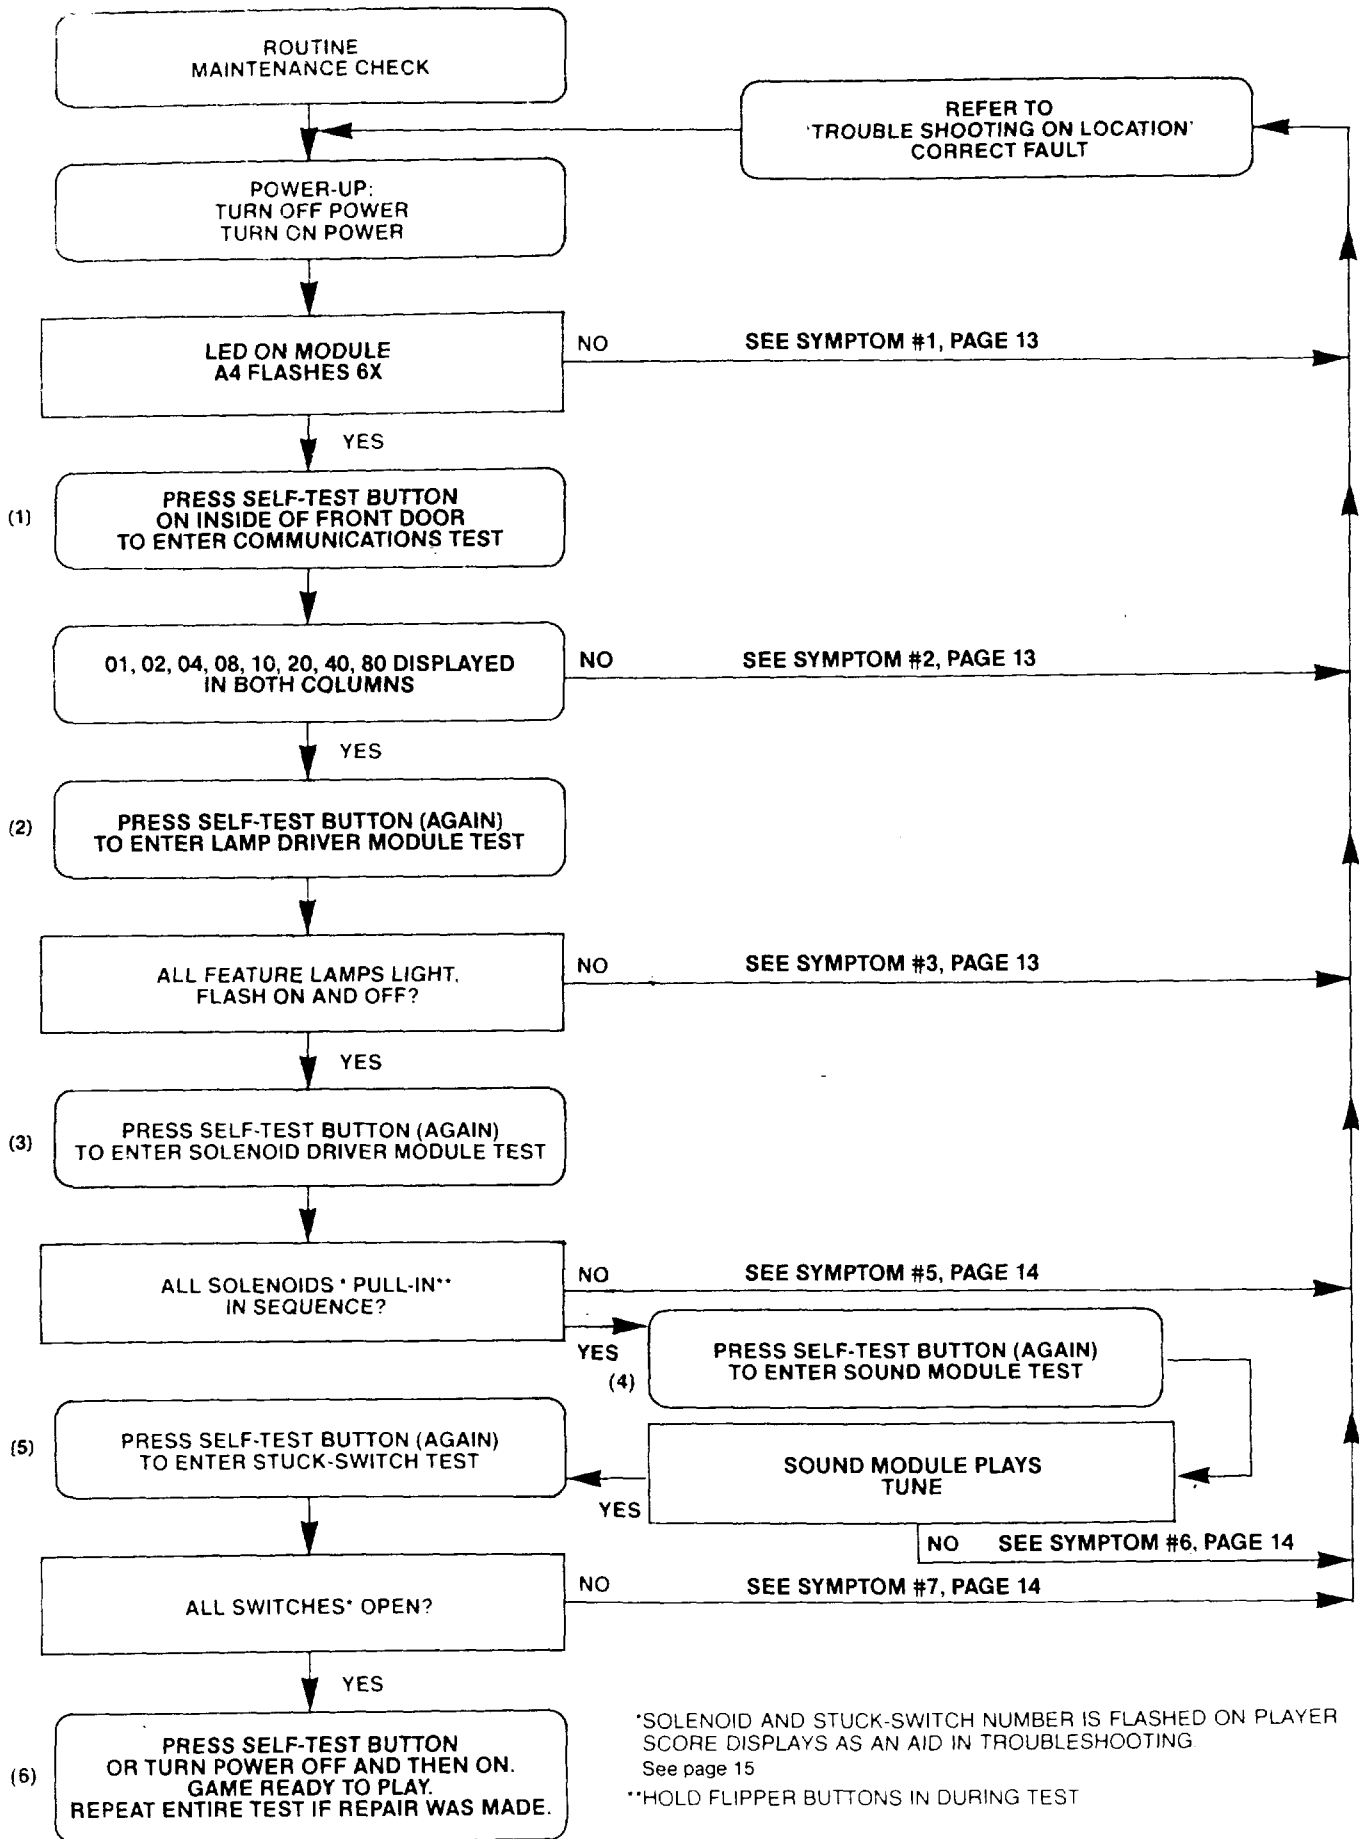 ROUTINE
MAINTENANCE CHECK
REFER TO
'TROUBLE SHOOTING ON LOCATION'
CORRECT FAULT
POWER-UP:
TURN OFF POWER
TURN ON POWER
LED ON MODULE
A4 FLASHES 6X
NO
SEE SYMPTOM #1, PAGE 13
YES
(1)
PRESS SELF-TEST BUTTON
ON INSIDE OF FRONT DOOR
TO ENTER COMMUNICATIONS TEST
01, 02, 04, 08, 10, 20, 40, 80 DISPLAYED
IN BOTH COLUMNS
NO
SEE SYMPTOM #2, PAGE 13
YES
(2)
PRESS SELF-TEST BUTTON (AGAIN)
TO ENTER LAMP DRIVER MODULE TEST
ALL FEATURE LAMPS LIGHT,
FLASH ON AND OFF?
NO
SEE SYMPTOM #3, PAGE 13
YES
(3)
PRESS SELF-TEST BUTTON (AGAIN)
TO ENTER SOLENOID DRIVER MODULE TEST
ALL SOLENOIDS * PULL-IN**
IN SEQUENCE?
NO
SEE SYMPTOM #5, PAGE 14
YES
(4)
PRESS SELF-TEST BUTTON (AGAIN)
TO ENTER SOUND MODULE TEST
SOUND MODULE PLAYS
TUNE
YES
NO
SEE SYMPTOM #6, PAGE 14
(5)
PRESS SELF-TEST BUTTON (AGAIN)
TO ENTER STUCK-SWITCH TEST
ALL SWITCHES* OPEN?
NO
SEE SYMPTOM #7, PAGE 14
YES
(6)
PRESS SELF-TEST BUTTON
OR TURN POWER OFF AND THEN ON.
GAME READY TO PLAY.
REPEAT ENTIRE TEST IF REPAIR WAS MADE.
*SOLENOID AND STUCK-SWITCH NUMBER IS FLASHED ON PLAYER
SCORE DISPLAYS AS AN AID IN TROUBLESHOOTING
See page 15
**HOLD FLIPPER BUTTONS IN DURING TEST